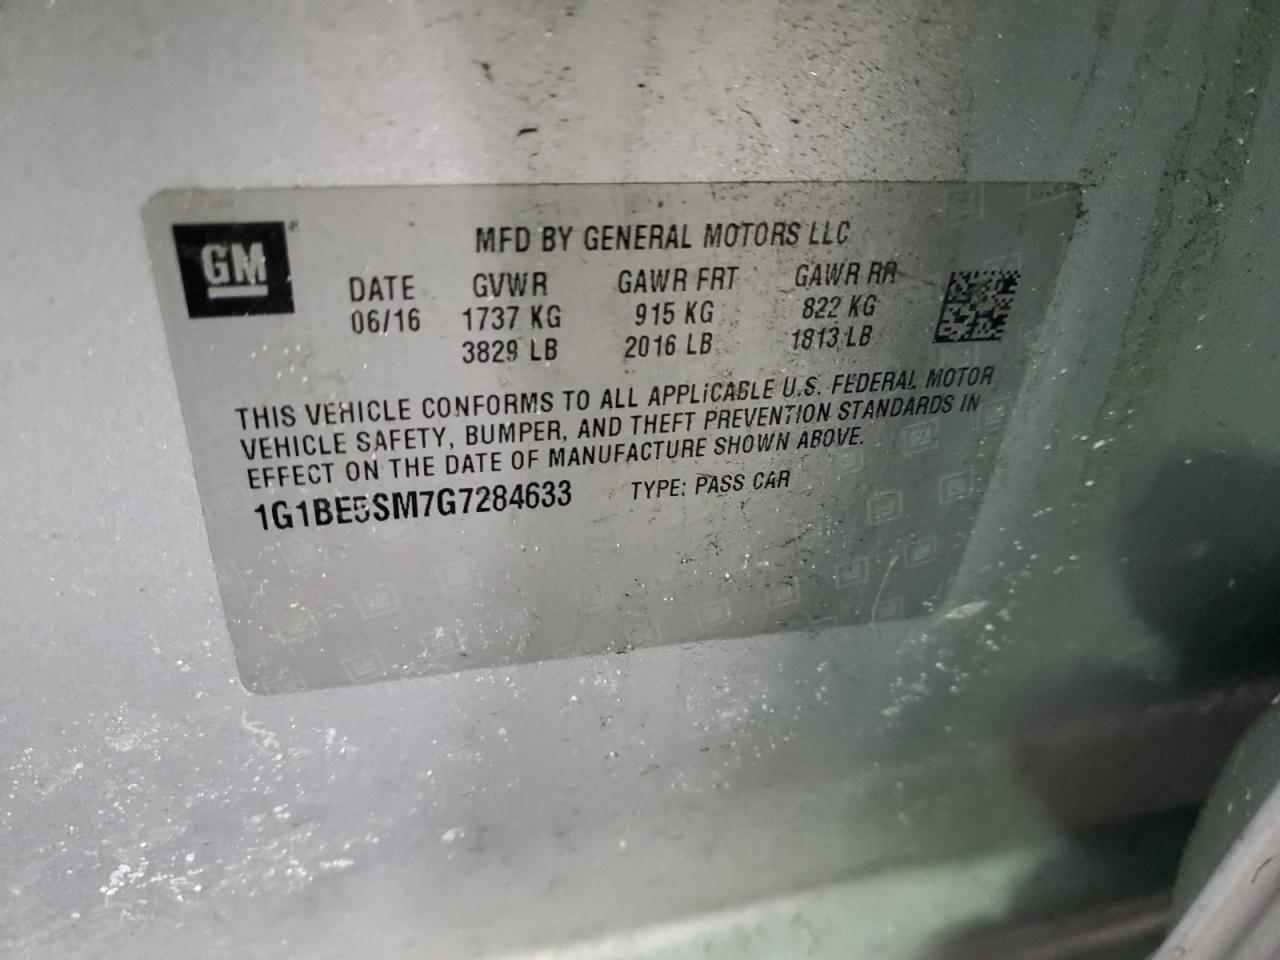 GM®
MFD BY GENERAL MOTORS LLC
DATE GVWR GAWR FRT GAWR RR
06/16 1737 KG 915 KG 822 KG
3829 LB 2016 LB 1813 LB
THIS VEHICLE CONFORMS TO ALL APPLICABLE U.S. FEDERAL MOTOR
VEHICLE SAFETY, BUMPER, AND THEFT PREVENTION STANDARDS IN
EFFECT ON THE DATE OF MANUFACTURE SHOWN ABOVE.
1G1BE5SM7G7284633 TYPE: PASS CAR